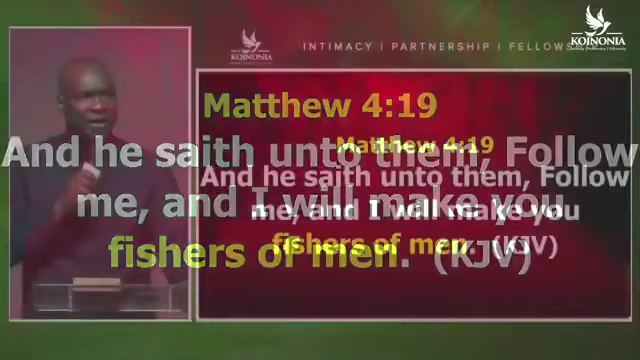 KOINONIA
INTIMACY | PARTNERSHIP | FELLOWS
KOINONIA
Matthew 4:19
And he saith unto them, Follow
me, and I will make you
fishers of men. (KJV)
Matthew 4:19
And he saith unto them, Follow
me, and I will make you
fishers of men. (KJV)